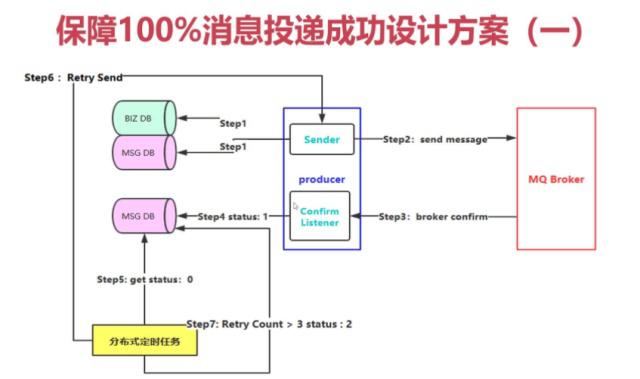 保障100%消息投递成功设计方案（一）
Step6： Retry Send
BIZ DB
Step1
MSG DB
Step1
Sender
Step2： send message
producer
MQ Broker
MSG DB
Step4 status: 1
Confirm
Listener
Step3： broker confirm
Step5: get status： 0
Step7: Retry Count > 3 status : 2
分布式定时任务